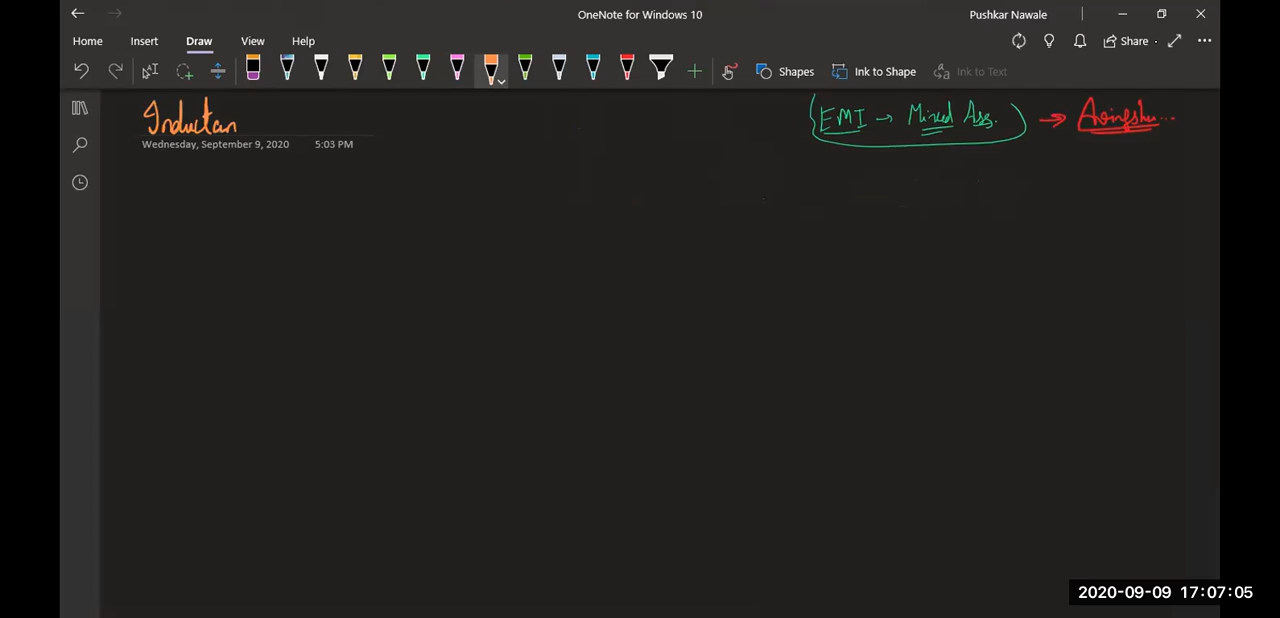 OneNote for Windows 10
Pushkar Nawale
Home Insert Draw View Help
Share
Shapes
Ink to Shape
Ink to Text
Inductan
EMI → Mixed Asg.
Wednesday, September 9, 2020 5:03 PM
2020-09-09 17:07:05